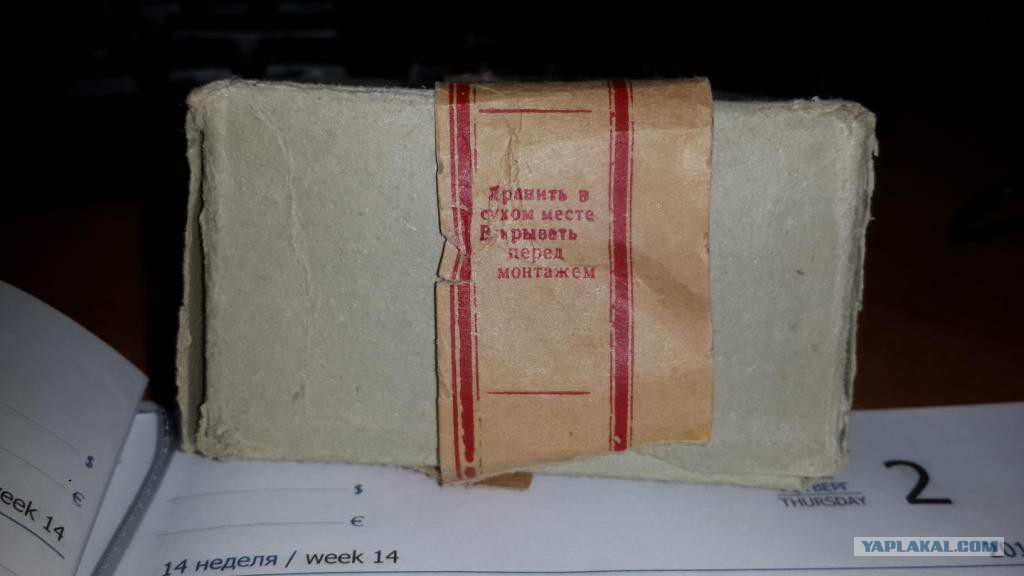 Хранить в
сухом месте
Вскрывать
перед
монтажем
$
€
14 неделя / week 14
$
€
week 14
THURSDAY
2
YAPLAKAL.COM